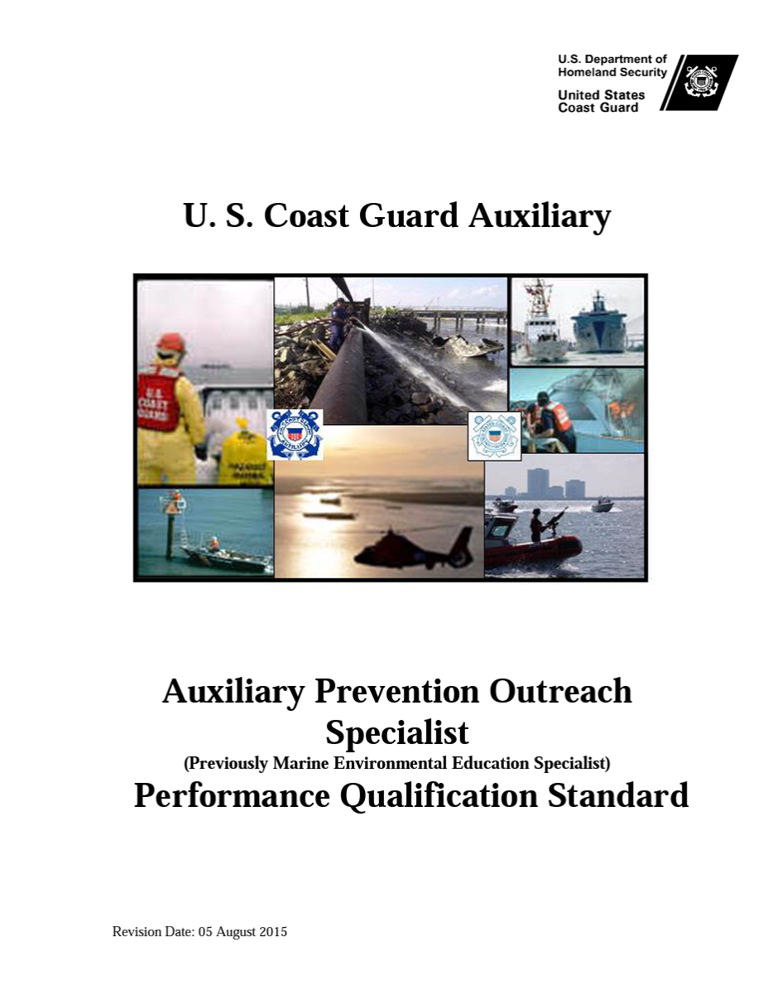 U.S. Department of
Homeland Security
United States
Coast Guard
U. S. Coast Guard Auxiliary
U.S.
COAST
GUARD
Auxiliary Prevention Outreach
Specialist
(Previously Marine Environmental Education Specialist)
Performance Qualification Standard
Revision Date: 05 August 2015